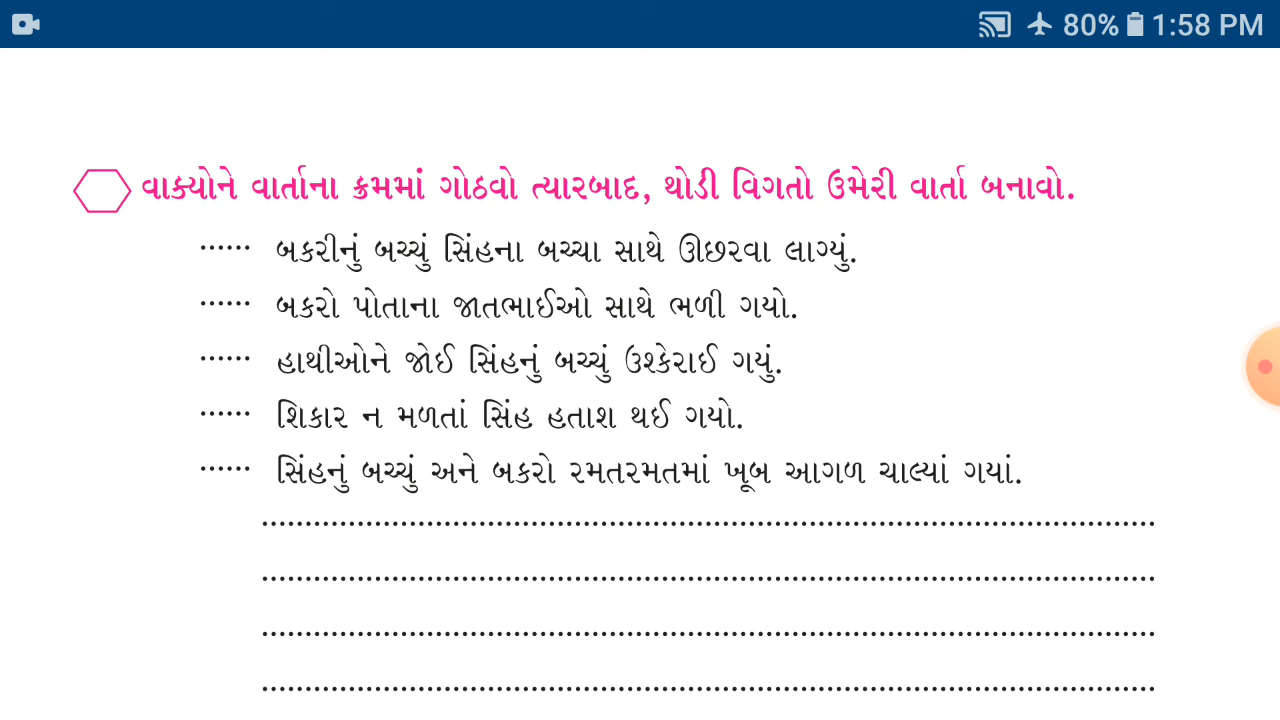 80% 1:58 PM
વાક્યોને વાર્તાના ક્રમમાં ગોઠવો ત્યારબાદ, થોડી વિગતો ઉમેરી વાર્તા બનાવો.
...... બકરીનું બચ્ચું સિંહના બચ્ચા સાથે ઊછરવા લાગ્યું.
...... બકરો પોતાના જાતભાઈઓ સાથે ભળી ગયો.
...... હાથીઓને જોઈ સિંહનું બચ્ચું ઉશ્કેરાઈ ગયું.
...... શિકાર ન મળતાં સિંહ હતાશ થઈ ગયો.
...... સિંહનું બચ્ચું અને બકરો રમતરમતમાં ખૂબ આગળ ચાલ્યાં ગયાં.